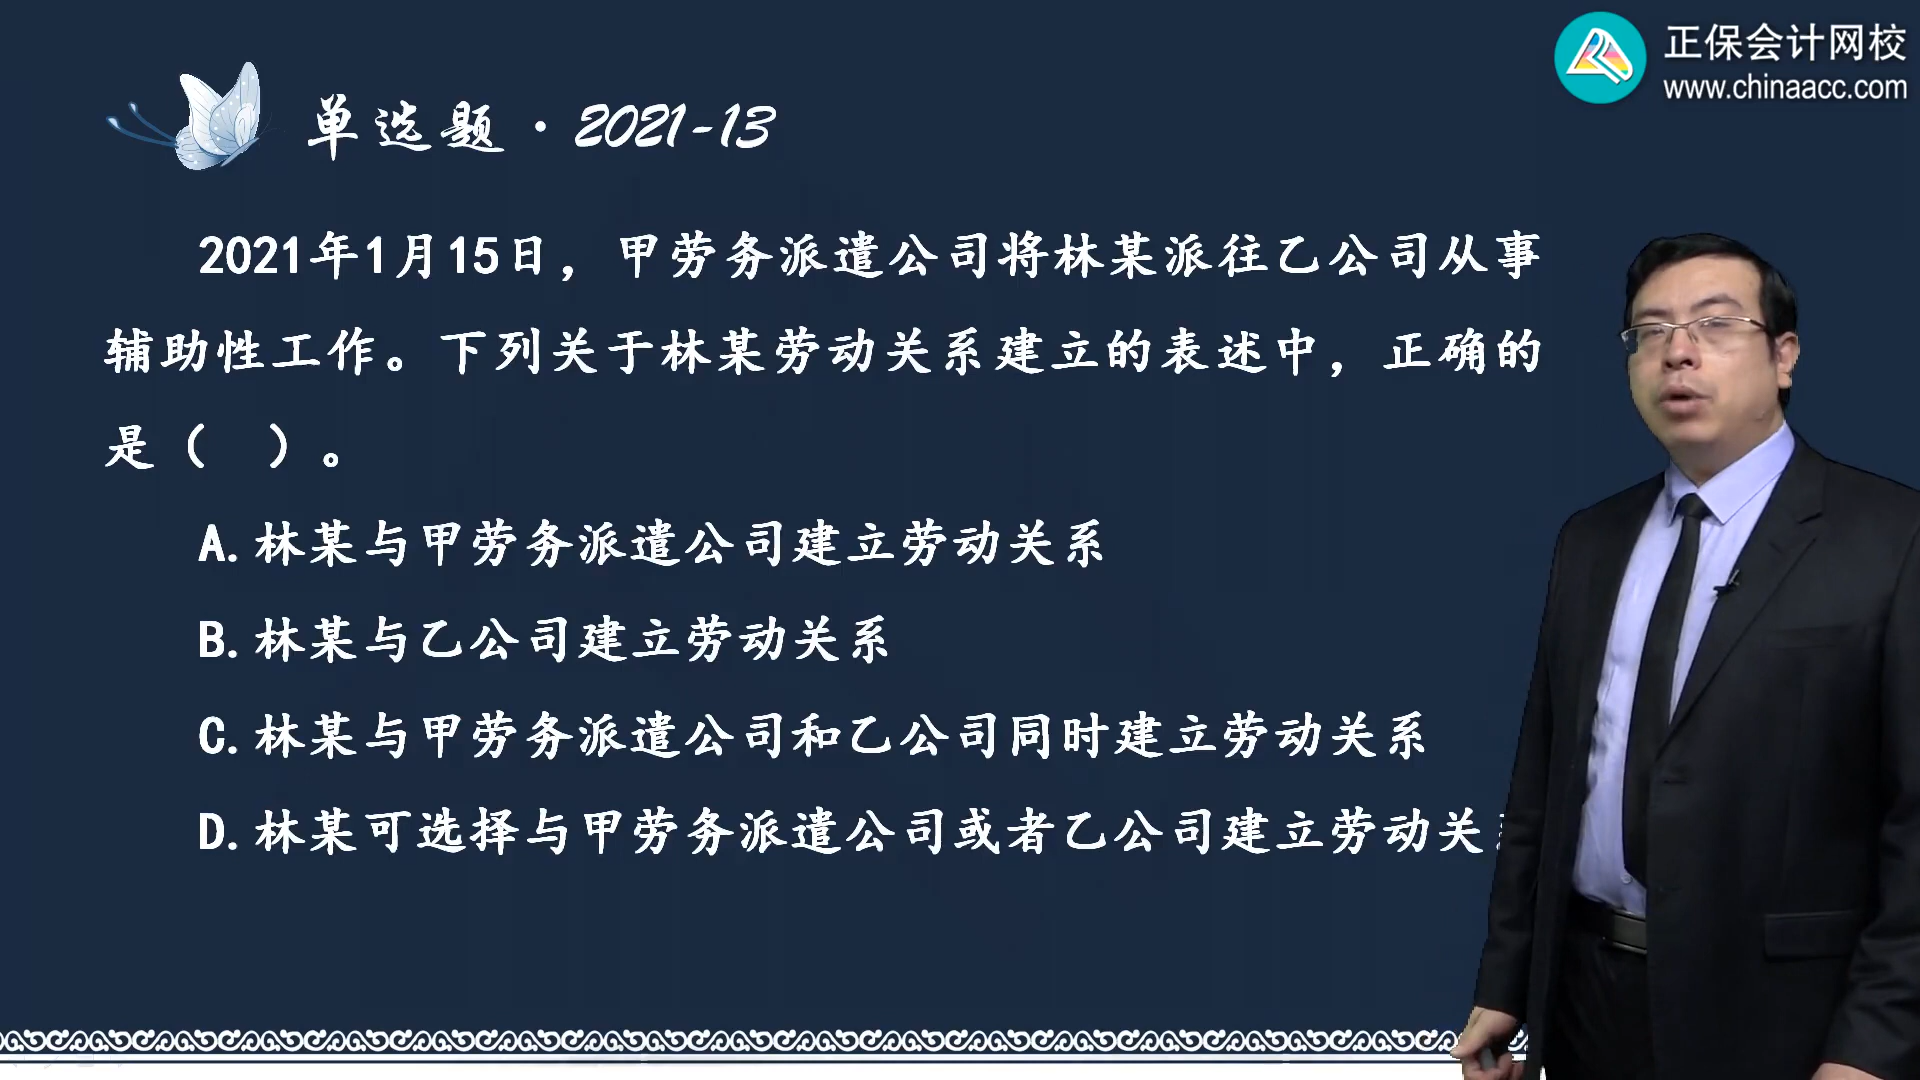 正保会计网校
www.chinaacc.com
单选题·2021-13
2021年1月15日，甲劳务派遣公司将林某派往乙公司从事
辅助性工作。下列关于林某劳动关系建立的表述中，正确的
是（ ）。
A.林某与甲劳务派遣公司建立劳动关系
B.林某与乙公司建立劳动关系
C.林某与甲劳务派遣公司和乙公司同时建立劳动关系
D.林某可选择与甲劳务派遣公司或者乙公司建立劳动关